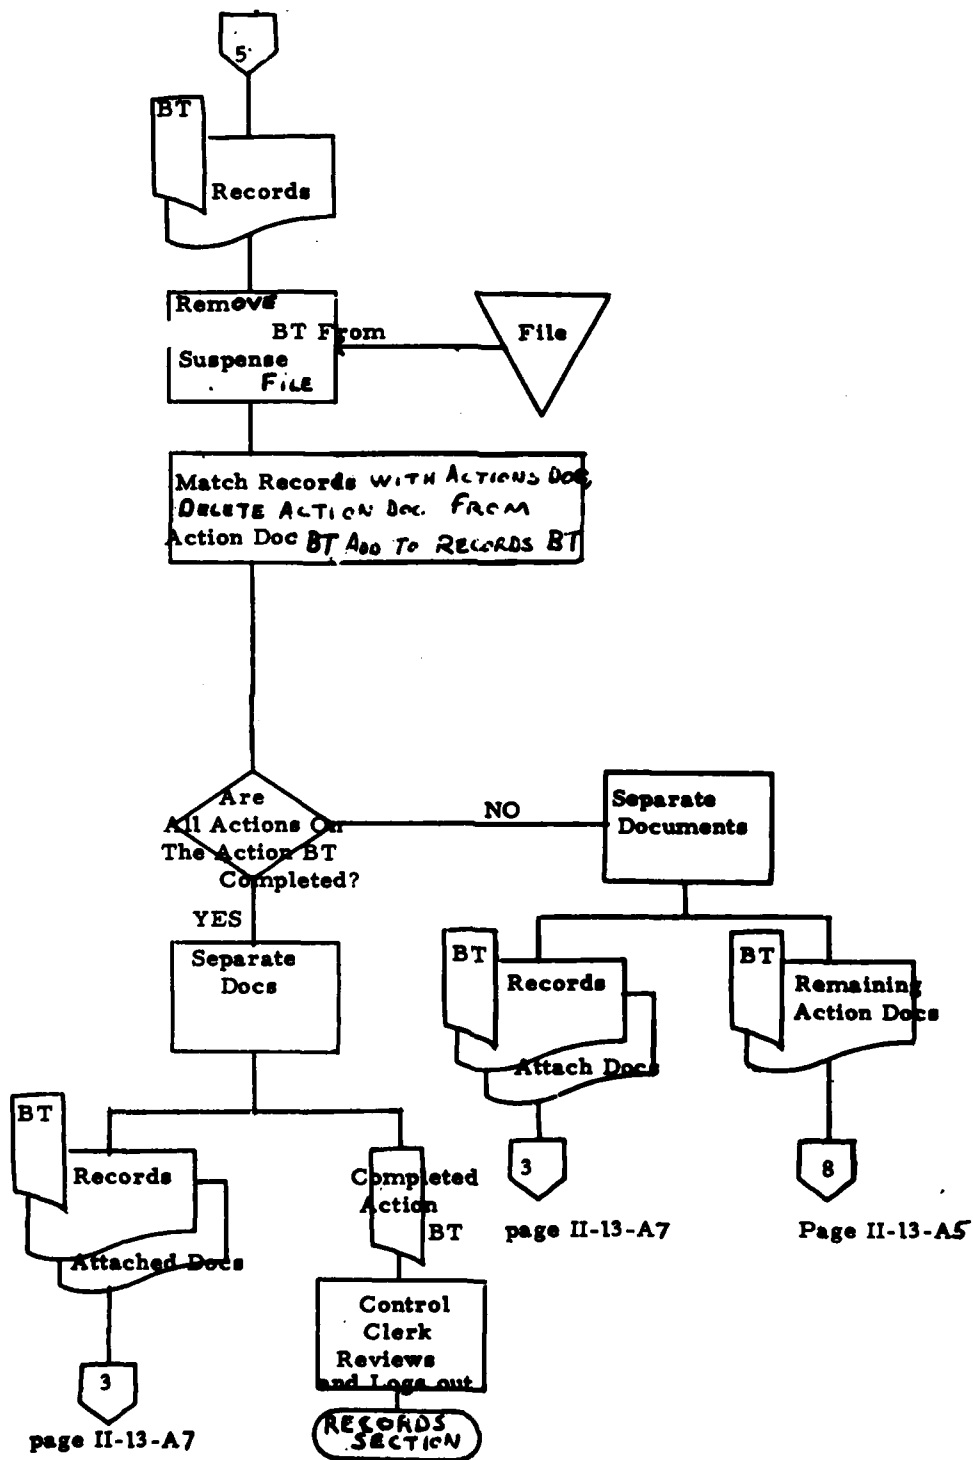 5
BT
Records
Remove
BT From
Suspense
FILE
File
Match Records WITH ACTIONS DOC,
DELETE ACTION DOC. FROM
Action Doc BT ADD TO RECORDS BT
Are
All Actions On
The Action BT
Completed?
NO
Separate
Documents
YES
Separate
Docs
BT
Records
Attach Docs
BT
Remaining
Action Docs
3
page II-13-A7
8
Page II-13-A5
BT
Records
Attached Docs
Completed
Action
BT
Control
Clerk
Reviews
and Logs out
3
page II-13-A7
RECORDS
SECTION